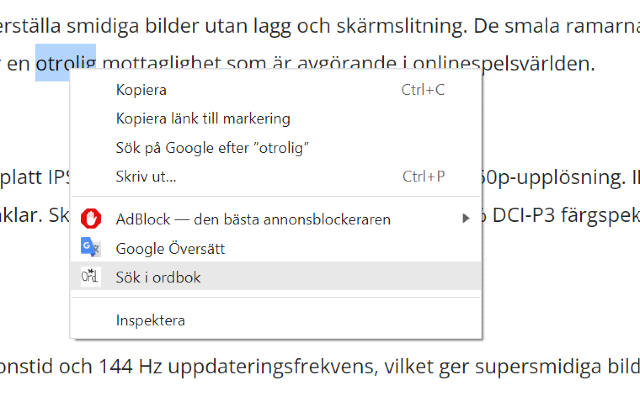 erställa smidiga bilder utan lagg och skärmslitning. De smala ramarna
en otrolig mottaglighet som är avgörande i onlinespelsvärlden.
Kopiera Ctrl+C
Kopiera länk till markering
Sök på Google efter ”otrolig”
platt IPS 60p-upplösning.
Skriv ut... Ctrl+P
klar. DCI-P3 färgspek
AdBlock — den bästa annonsblockeraren
Google Översätt
Ord
Sök i ordbok
Inspektera
onstid och 144 Hz uppdateringsfrekvens, vilket ger supersmidiga bild